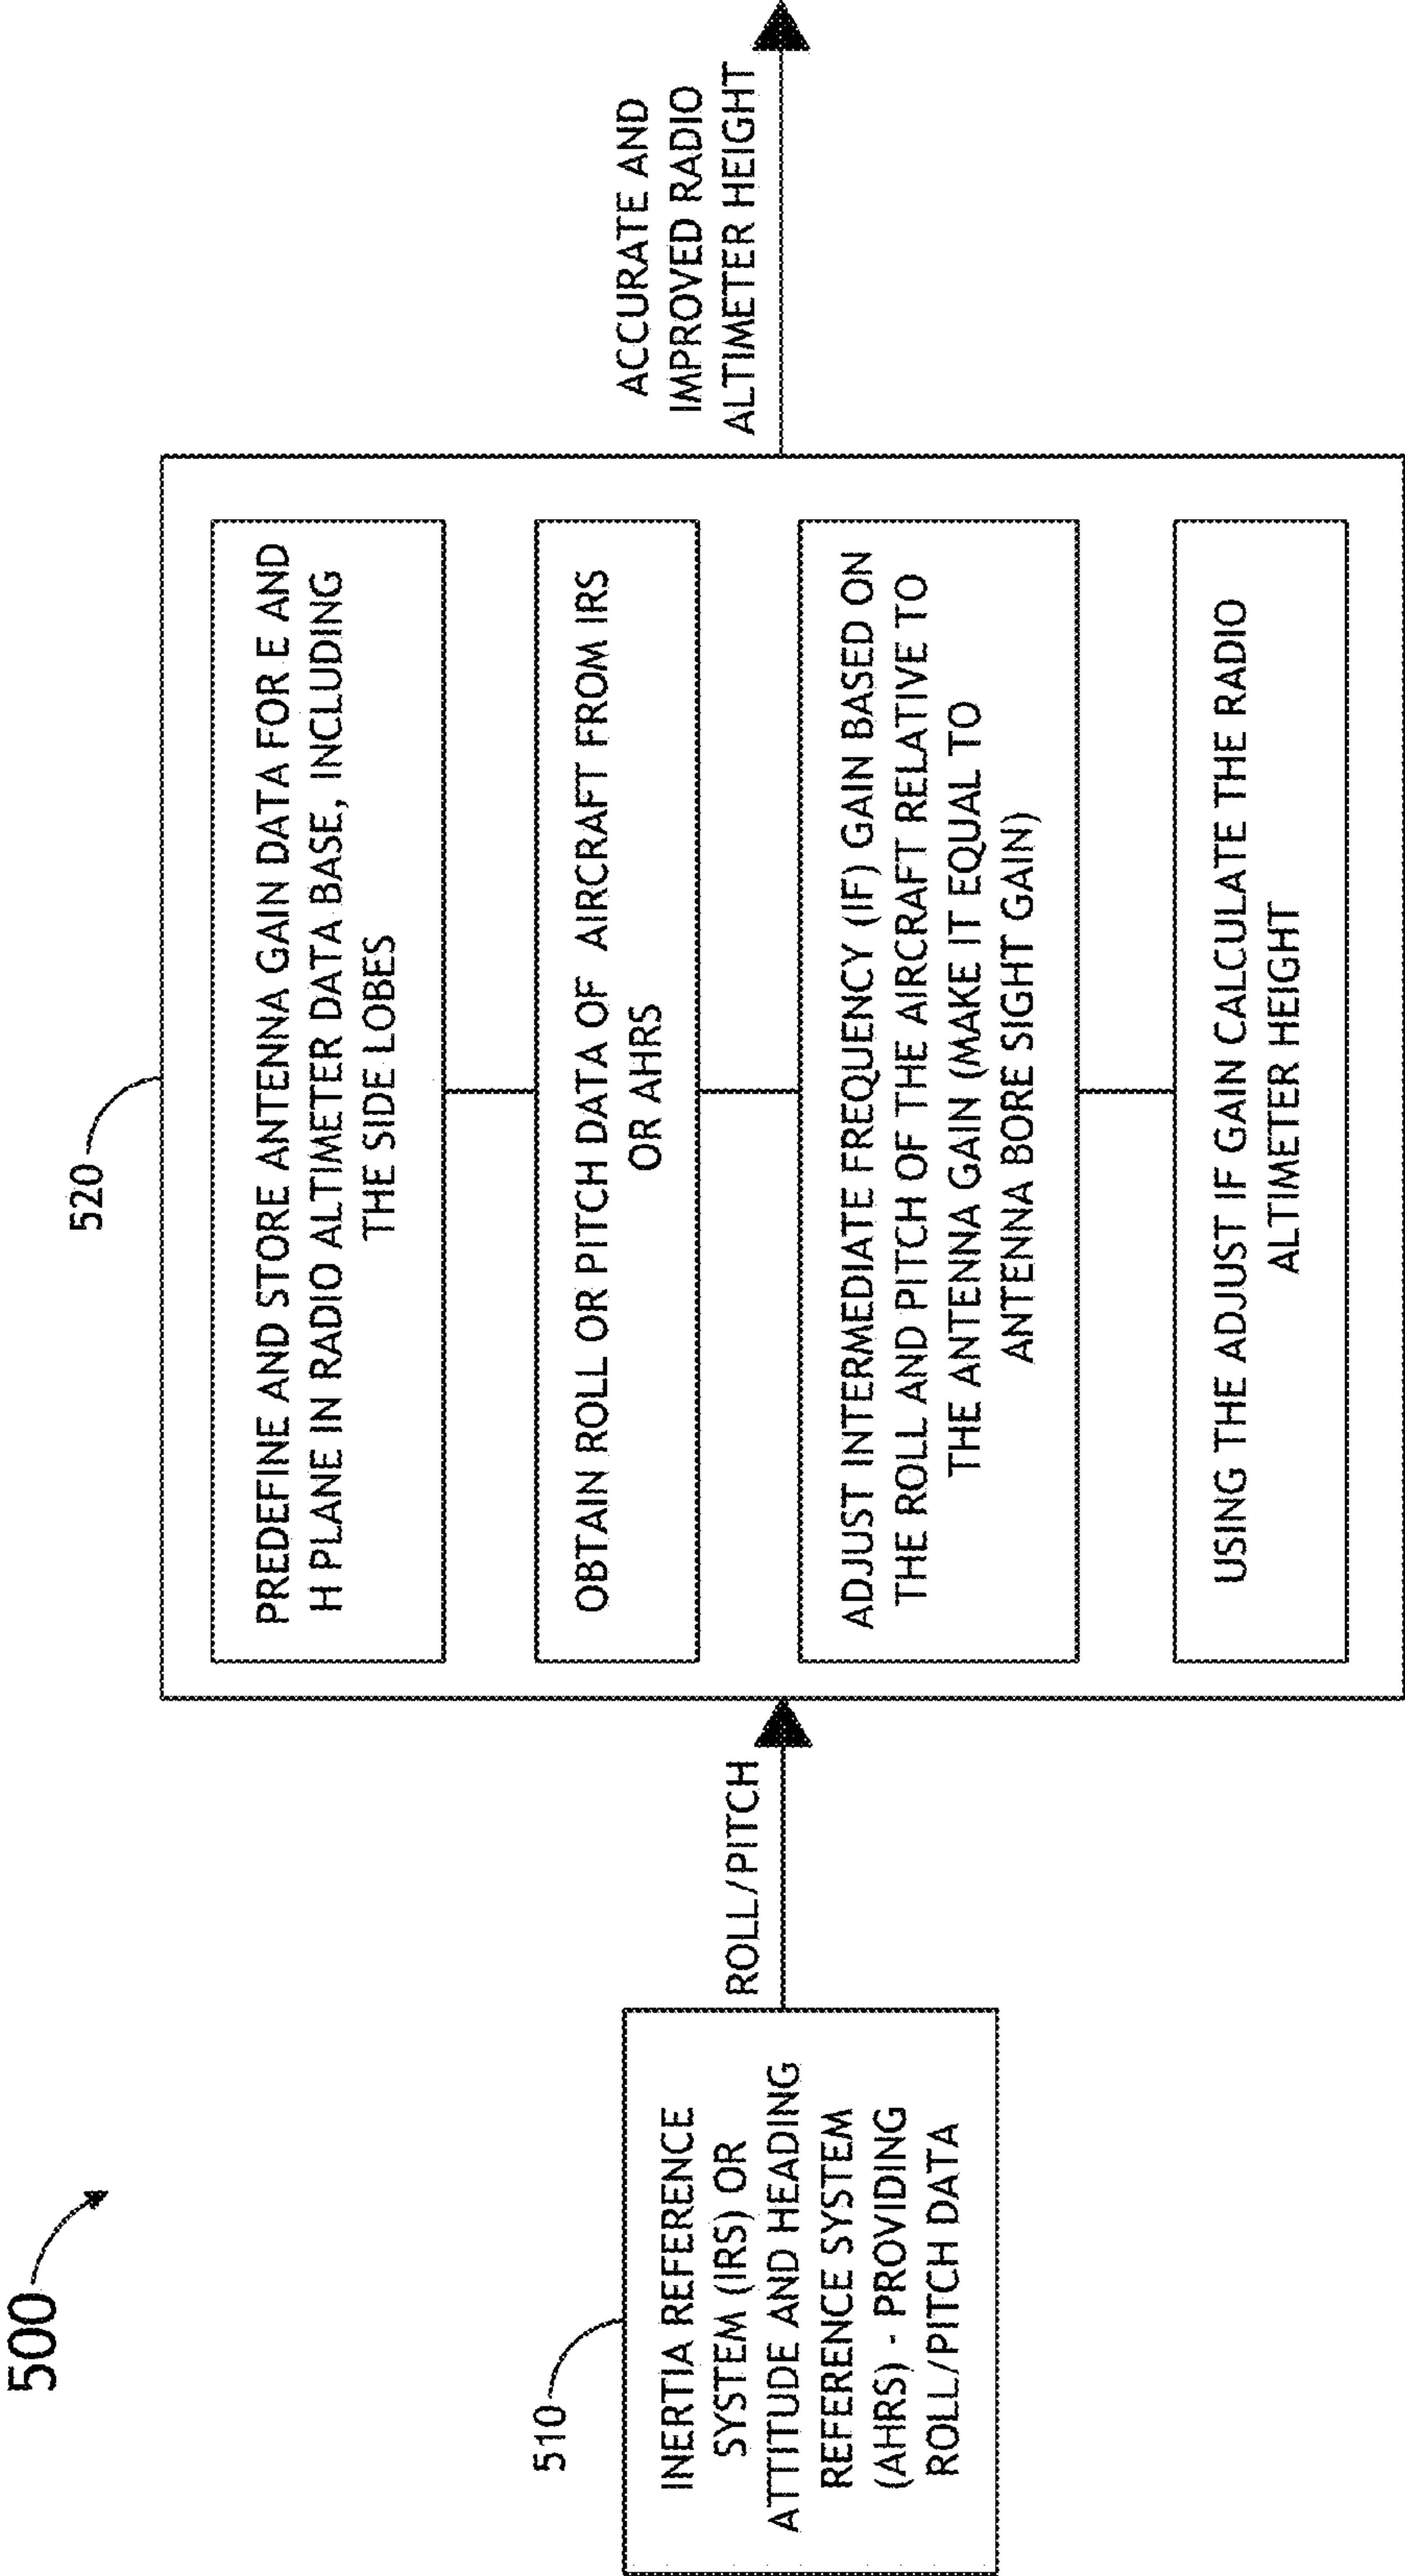 500
510
INERTIA REFERENCE
SYSTEM (IRS) OR
ATTITUDE AND HEADING
REFERENCE SYSTEM
(AHRS) - PROVIDING
ROLL/PITCH DATA
ROLL/PITCH
520
PREDEFINE AND STORE ANTENNA GAIN DATA FOR E AND
H PLANE IN RADIO ALTIMETER DATA BASE, INCLUDING
THE SIDE LOBES
OBTAIN ROLL OR PITCH DATA OF AIRCRAFT FROM IRS
OR AHRS
ADJUST INTERMEDIATE FREQUENCY (IF) GAIN BASED ON
THE ROLL AND PITCH OF THE AIRCRAFT RELATIVE TO
THE ANTENNA GAIN (MAKE IT EQUAL TO
ANTENNA BORE SIGHT GAIN)
USING THE ADJUST IF GAIN CALCULATE THE RADIO
ALTIMETER HEIGHT
ACCURATE AND
IMPROVED RADIO
ALTIMETER HEIGHT